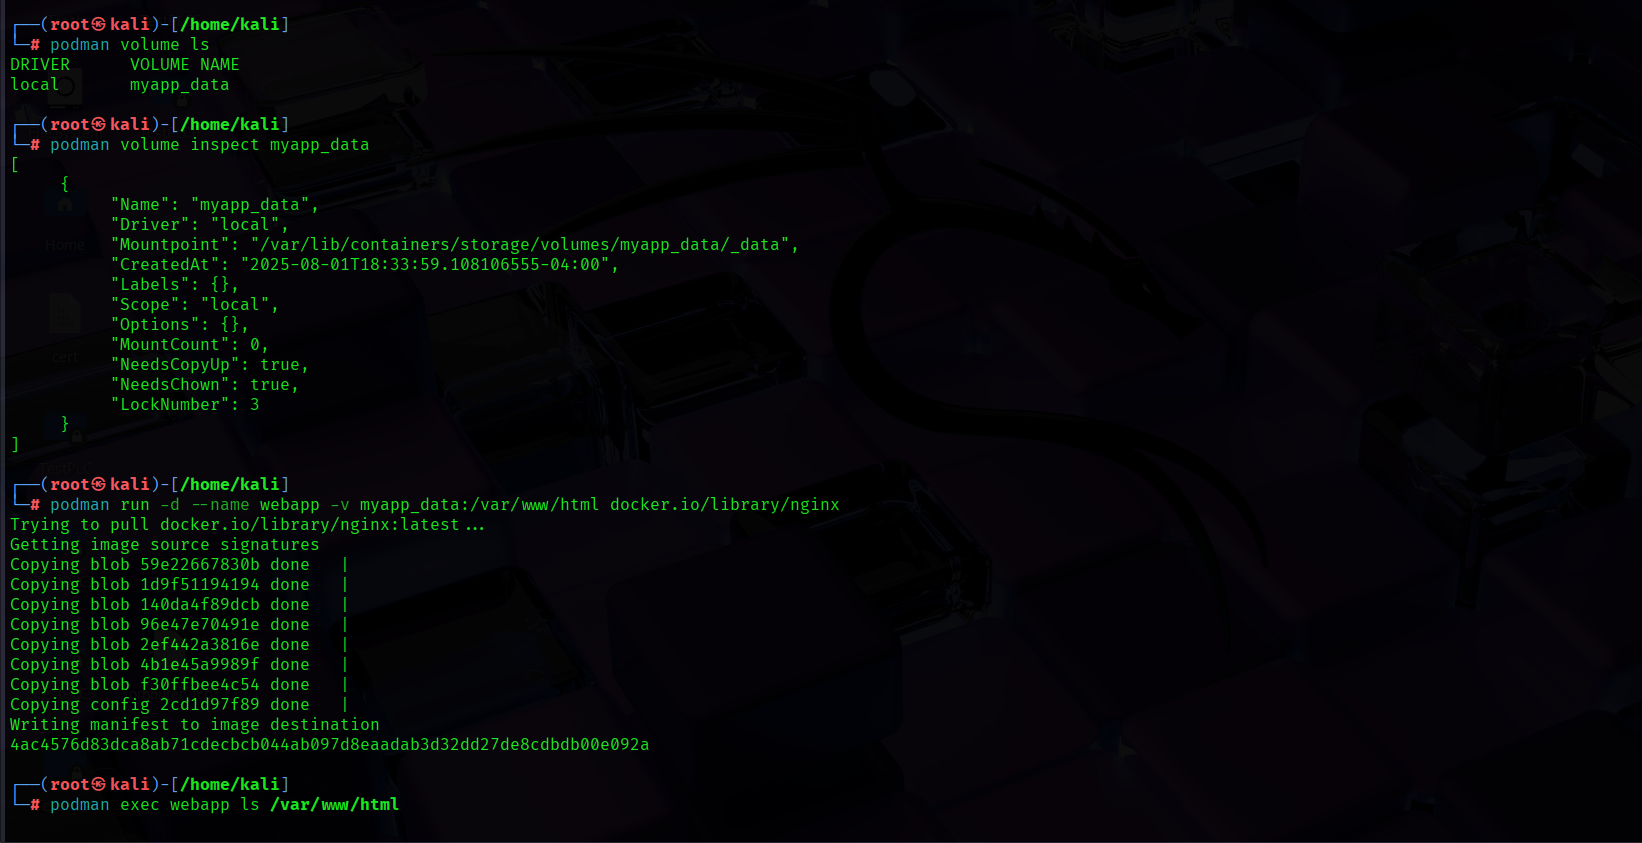 ┌──(root㉿kali)-[/home/kali]
└─# podman volume ls
DRIVER      VOLUME NAME
local       myapp_data
┌──(root㉿kali)-[/home/kali]
└─# podman volume inspect myapp_data
[
     {
          "Name": "myapp_data",
          "Driver": "local",
          "Mountpoint": "/var/lib/containers/storage/volumes/myapp_data/_data",
          "CreatedAt": "2025-08-01T18:33:59.108106555-04:00",
          "Labels": {},
          "Scope": "local",
          "Options": {},
          "MountCount": 0,
          "NeedsCopyUp": true,
          "NeedsChown": true,
          "LockNumber": 3
     }
]
┌──(root㉿kali)-[/home/kali]
└─# podman run -d --name webapp -v myapp_data:/var/www/html docker.io/library/nginx
Trying to pull docker.io/library/nginx:latest...
Getting image source signatures
Copying blob 59e22667830b done   |
Copying blob 1d9f51194194 done   |
Copying blob 140da4f89dcb done   |
Copying blob 96e47e70491e done   |
Copying blob 2ef442a3816e done   |
Copying blob 4b1e45a9989f done   |
Copying blob f30ffbee4c54 done   |
Copying config 2cd1d97f89 done   |
Writing manifest to image destination
4ac4576d83dca8ab71cdecbcb044ab097d8eaadab3d32dd27de8cdbdb00e092a
┌──(root㉿kali)-[/home/kali]
└─# podman exec webapp ls /var/www/html
Home
cert